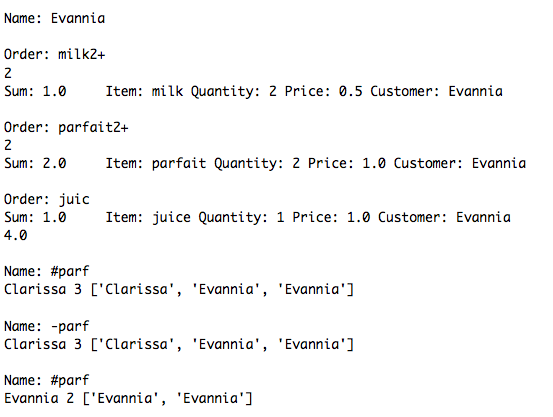 Name: Evannia
Order: milk2+
2
Sum: 1.0 Item: milk Quantity: 2 Price: 0.5 Customer: Evannia
Order: parfait2+
2
Sum: 2.0 Item: parfait Quantity: 2 Price: 1.0 Customer: Evannia
Order: juic
Sum: 1.0 Item: juice Quantity: 1 Price: 1.0 Customer: Evannia
4.0
Name: #parf
Clarissa 3 ['Clarissa', 'Evannia', 'Evannia']
Name: -parf
Clarissa 3 ['Clarissa', 'Evannia', 'Evannia']
Name: #parf
Evannia 2 ['Evannia', 'Evannia']